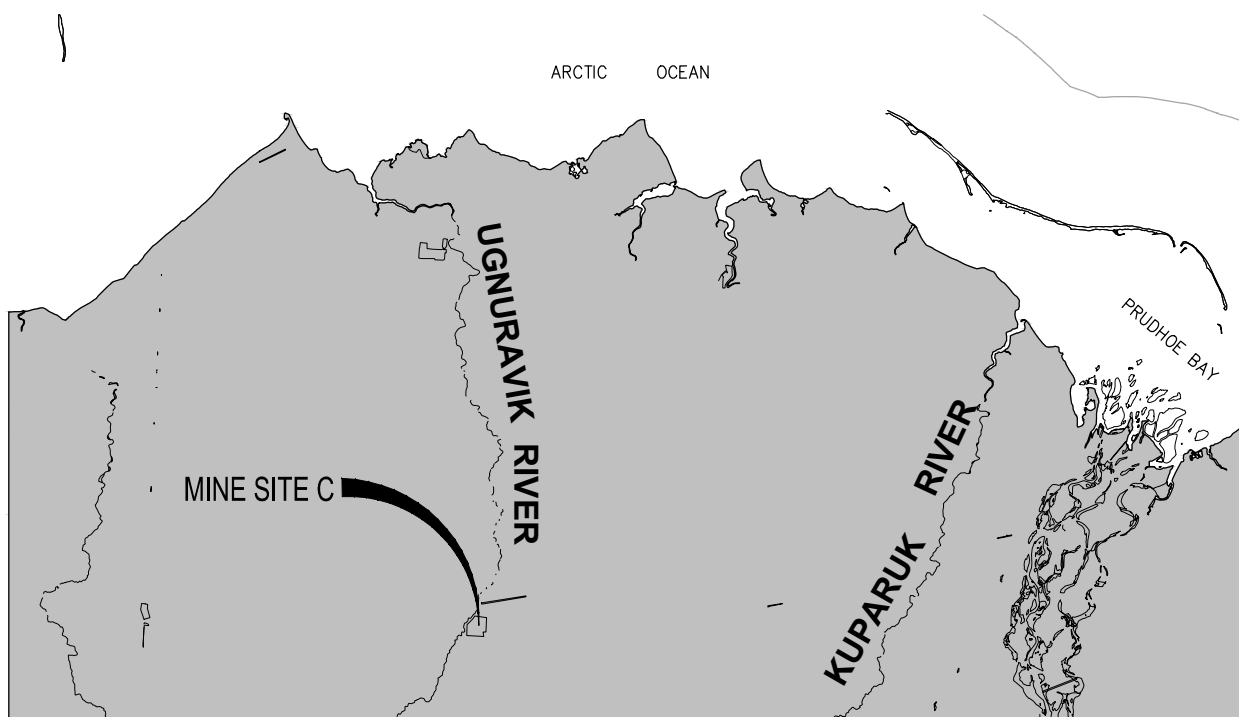 ARCTIC OCEAN
PRUDHOE BAY
UGNURAVIK RIVER
KUPARUK RIVER
MINE SITE C